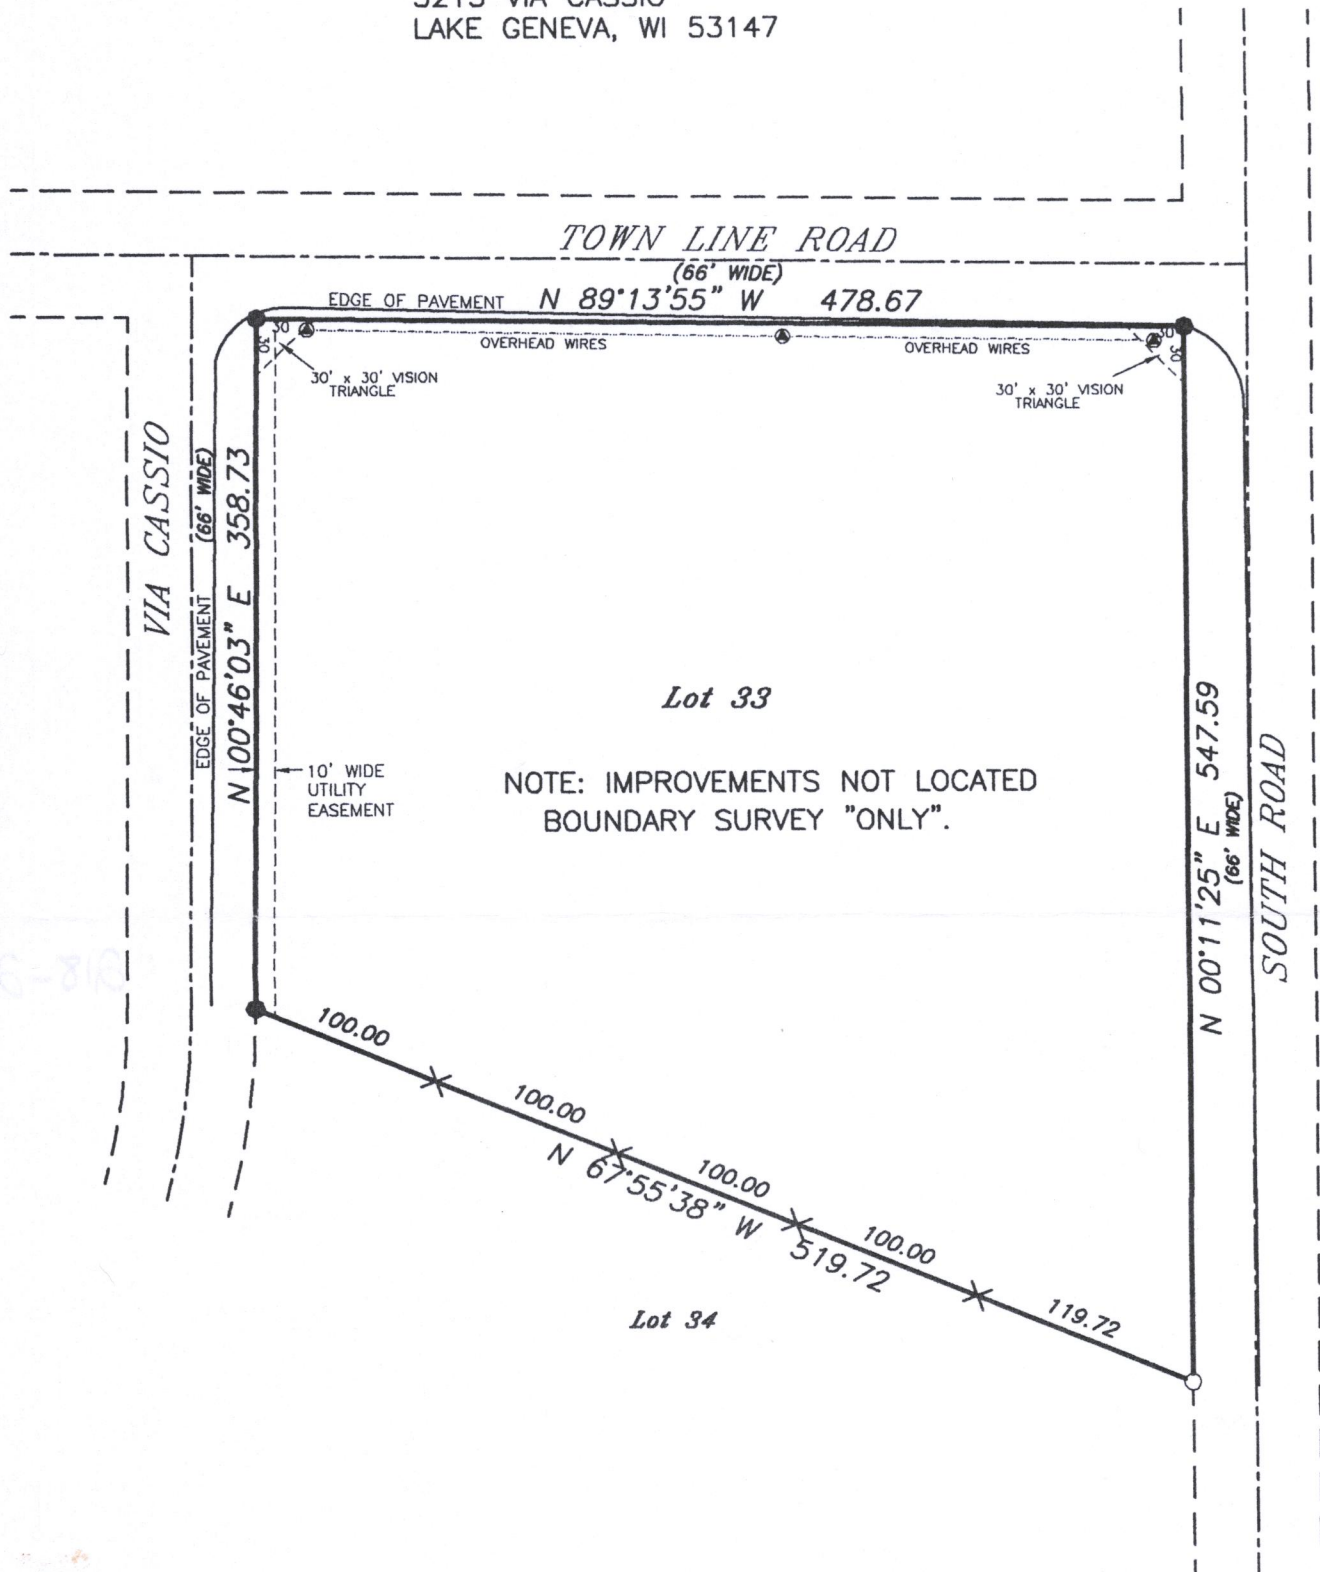 LAKE GENEVA, WI 53147
TOWN LINE ROAD
(66' WIDE)
EDGE OF PAVEMENT N 89°13'55" W 478.67
30
30
OVERHEAD WIRES
OVERHEAD WIRES
30
30
30' x 30' VISION
TRIANGLE
30' x 30' VISION
TRIANGLE
VIA CASSIO
(66' WIDE)
EDGE OF PAVEMENT
N 00°46'03" E 358.73
10' WIDE
UTILITY
EASEMENT
Lot 33
NOTE: IMPROVEMENTS NOT LOCATED
BOUNDARY SURVEY "ONLY".
N 00°11'25" E 547.59
(66' WIDE)
SOUTH ROAD
100.00
100.00
100.00
100.00
119.72
N 67°55'38" W 519.72
Lot 34